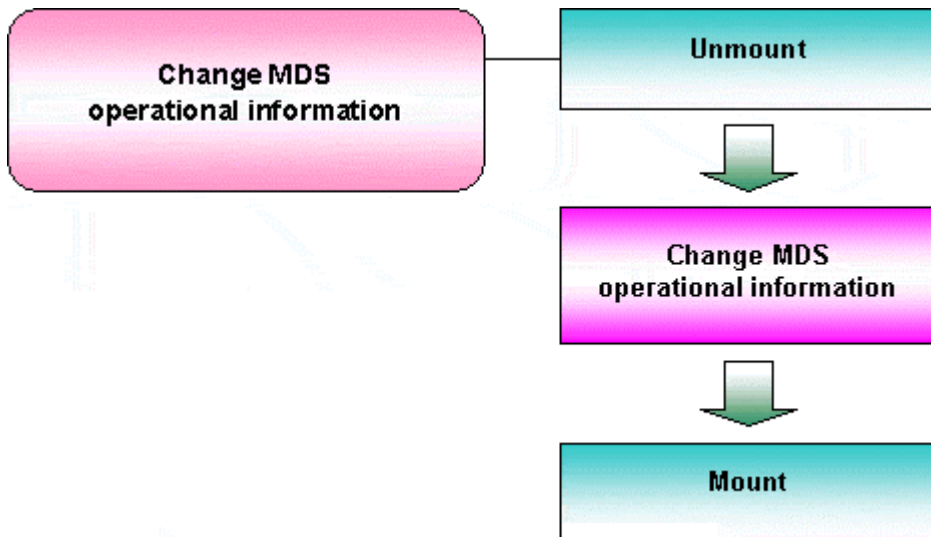 Change MDS
operational information
Unmount
Change MDS
operational information
Mount